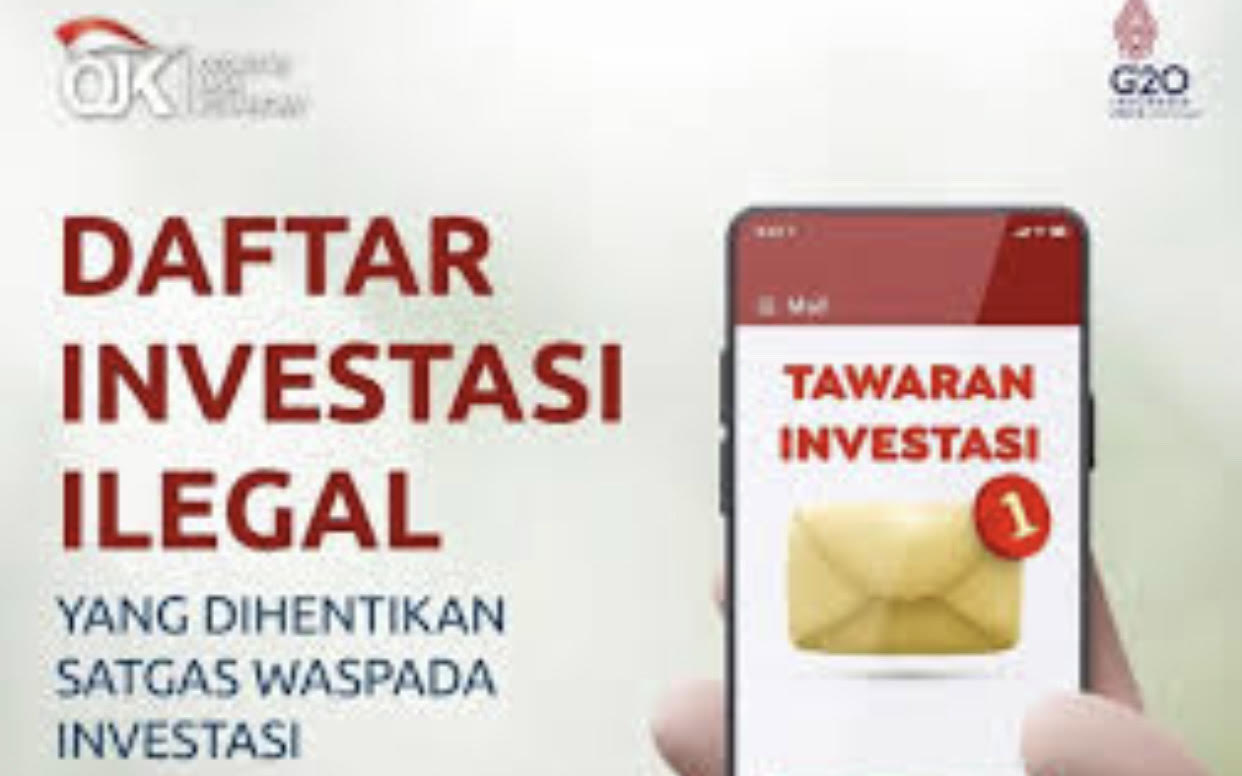 OJK
G20
DAFTAR
INVESTASI
ILEGAL
YANG DIHENTIKAN
SATGAS WASPADA
INVESTASI
Mail
TAWARAN
INVESTASI
1